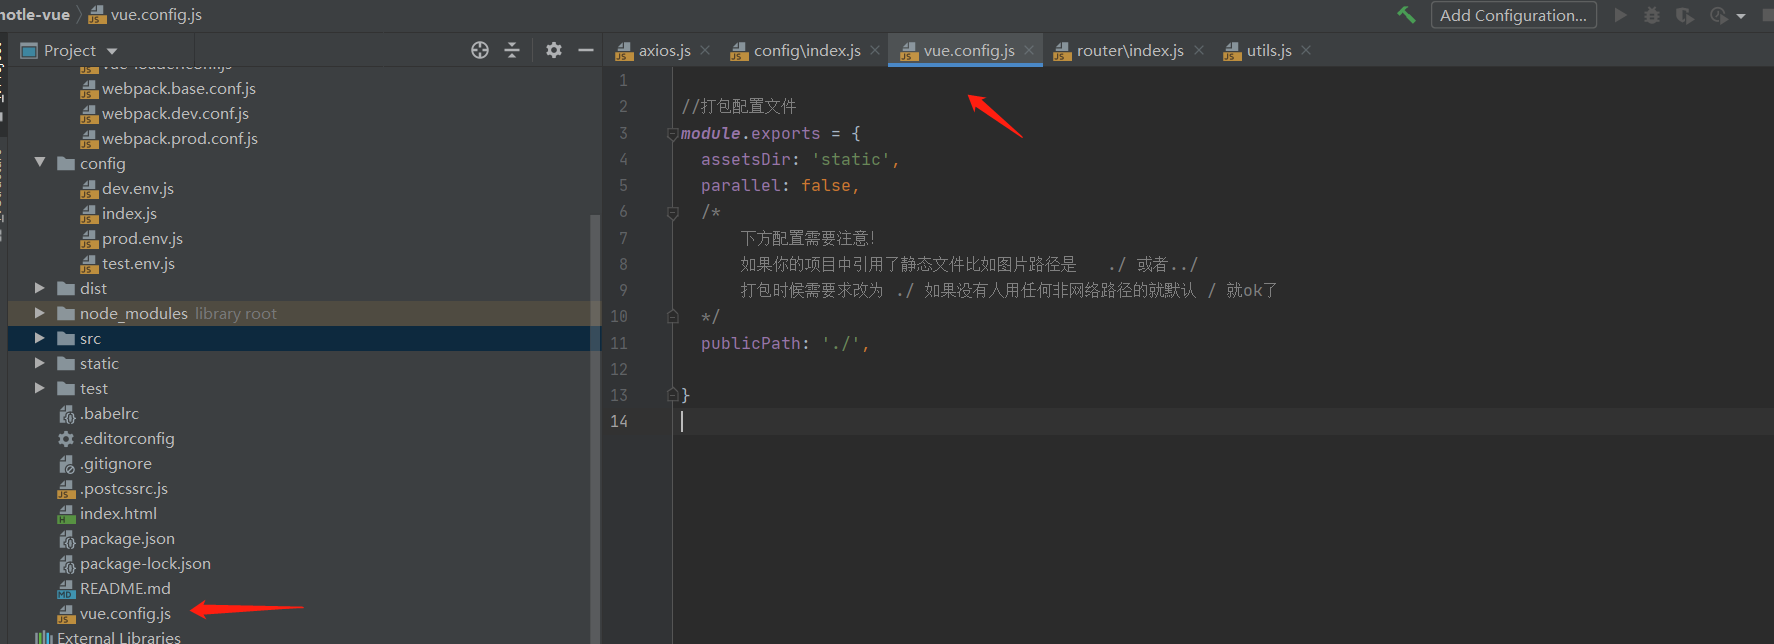 notle-vue vue.config.js
Add Configuration...
Project
axios.js
config\index.js
vue.config.js
router\index.js
utils.js
vue-loader.conf.js
webpack.base.conf.js
webpack.dev.conf.js
webpack.prod.conf.js
config
dev.env.js
index.js
prod.env.js
test.env.js
dist
node_modules library root
src
static
test
.babelrc
.editorconfig
.gitignore
.postcssrc.js
index.html
package.json
package-lock.json
README.md
vue.config.js
External Libraries
1
2 //打包配置文件
3 module.exports = {
4 assetsDir: 'static',
5 parallel: false,
6 /*
7 下方配置需要注意!
8 如果你的项目中引用了静态文件比如图片路径是 ./ 或者../
9 打包时候需要求改为 ./ 如果没有人用任何非网络路径的就默认 / 就ok了
10 */
11 publicPath: './',
12
13 }
14